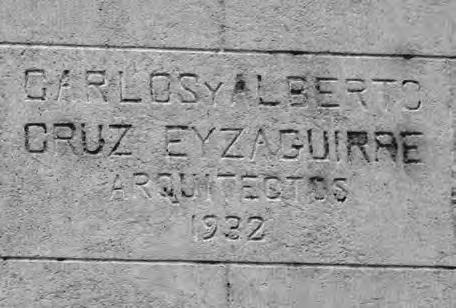 CARLOS Y ALBERTO
CRUZ EYZAGUIRRE
ARQUITECTOS
1932